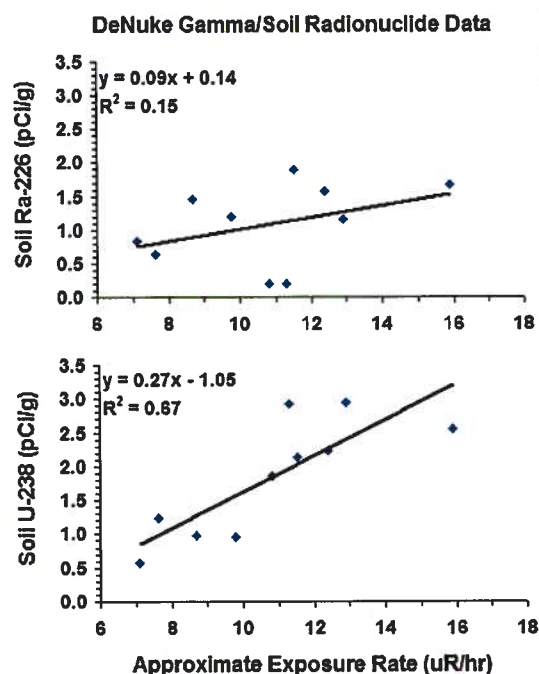 DeNuke Gamma/Soil Radionuclide Data
Soil Ra-226 (pCi/g)
3.5
3.0
2.5
2.0
1.5
1.0
0.5
0.0
y = 0.09x + 0.14
R² = 0.15
6 8 10 12 14 16 18
Soil U-238 (pCi/g)
3.5
3.0
2.5
2.0
1.5
1.0
0.5
0.0
y = 0.27x - 1.05
R² = 0.67
6 8 10 12 14 16 18
Approximate Exposure Rate (uR/hr)